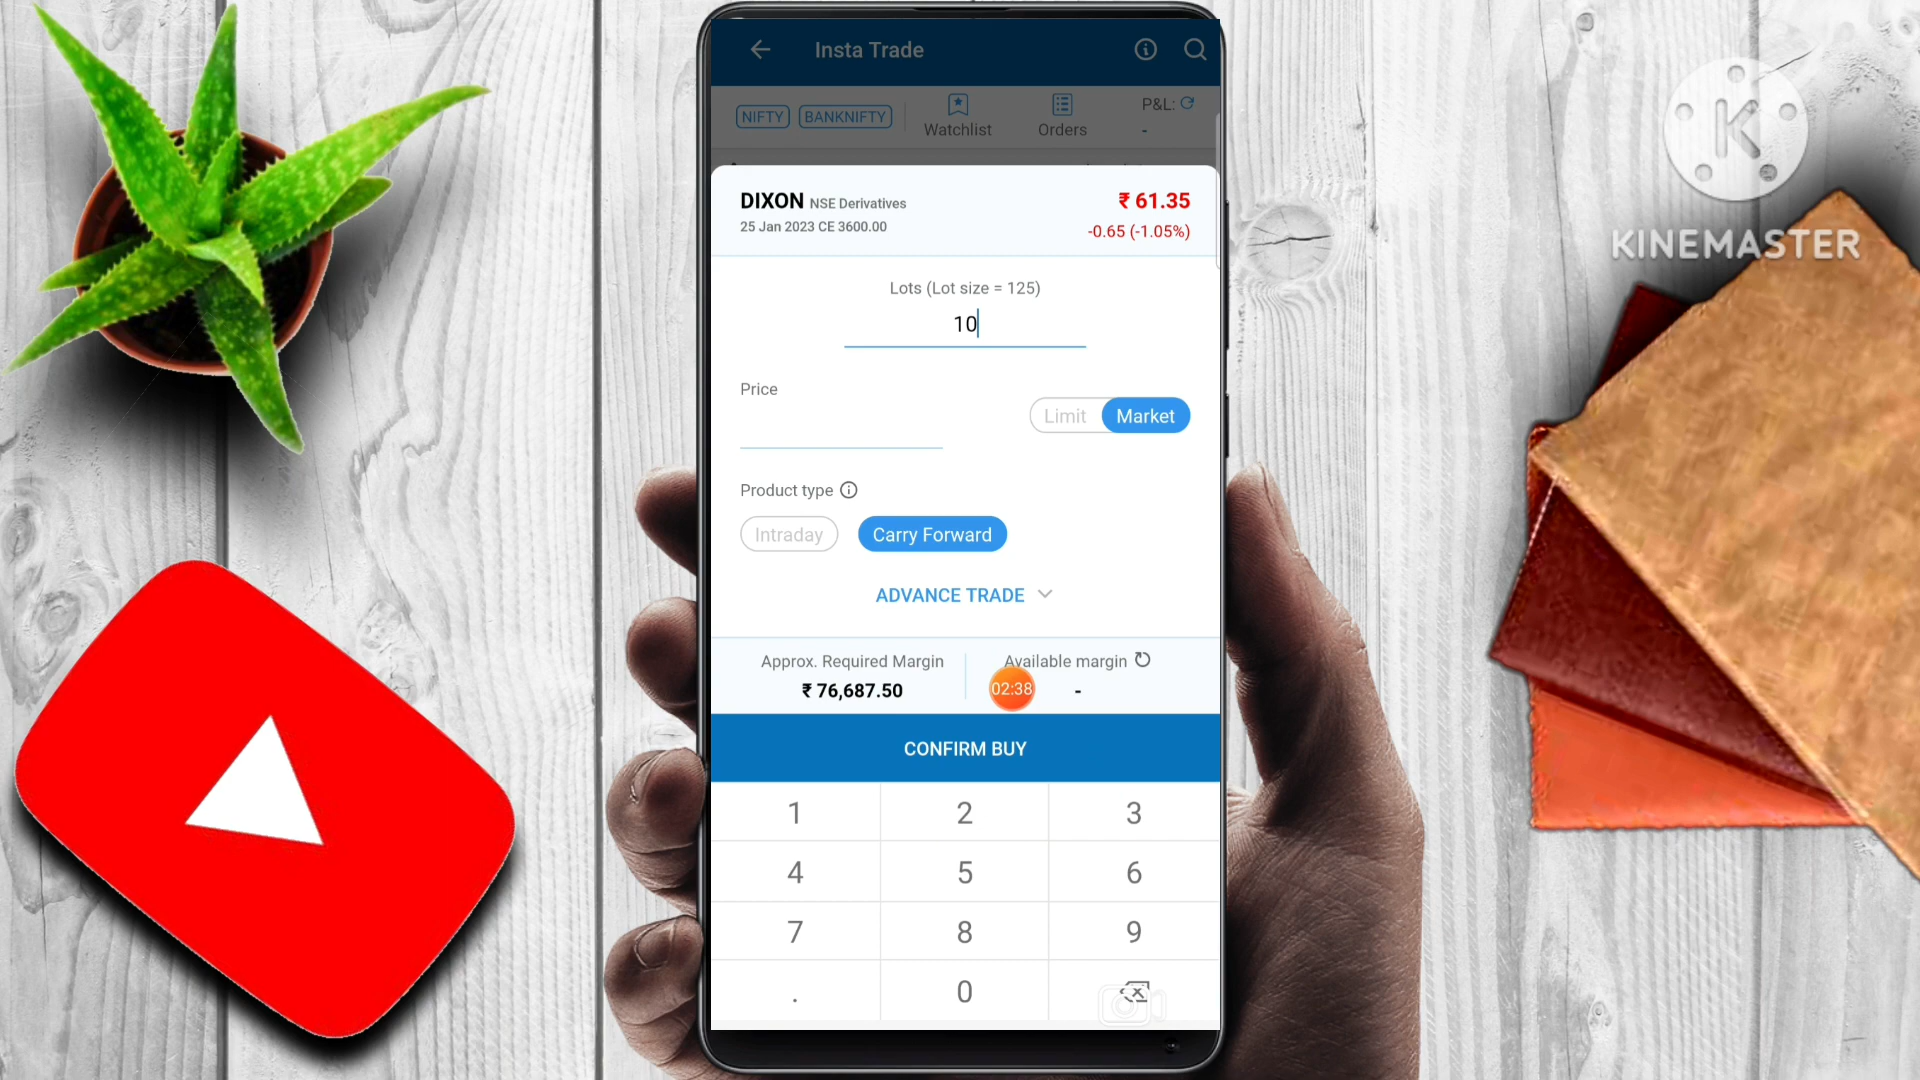 Insta Trade
NIFTY BANKNIFTY Watchlist Orders P&L:
-
DIXON NSE Derivatives ₹ 61.35
25 Jan 2023 CE 3600.00 -0.65 (-1.05%)
Lots (Lot size = 125)
10
Price
Limit Market
Product type
Intraday Carry Forward
ADVANCE TRADE
Approx. Required Margin Available margin
₹ 76,687.50 02:38 -
CONFIRM BUY
1 2 3
4 5 6
7 8 9
. 0
K
KINEMASTER